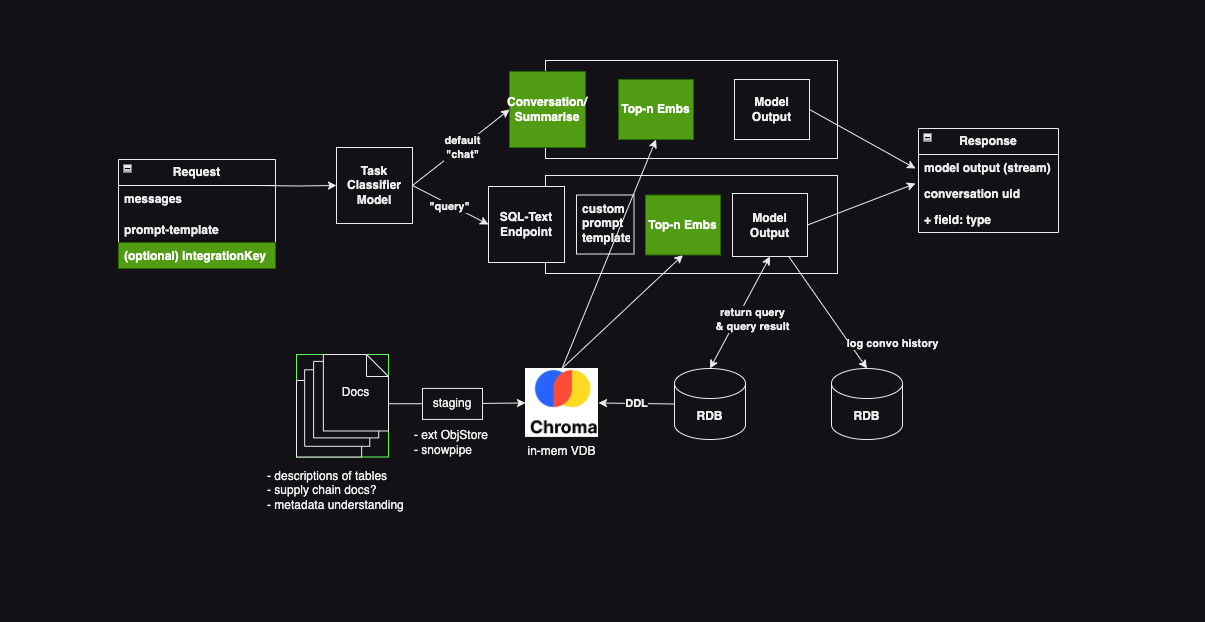 Request
messages
prompt-template
(optional) integrationKey
Task
Classifier
Model
default
"chat"
"query"
Conversation/
Summarise
Top-n Embs
Model
Output
SQL-Text
Endpoint
custom
prompt
template
Top-n Embs
Model
Output
Response
model output (stream)
conversation uid
+ field: type
return query
& query result
log convo history
Docs
staging
- ext ObjStore
- snowpipe
Chroma
in-mem VDB
DDL
RDB
RDB
- descriptions of tables
- supply chain docs?
- metadata understanding